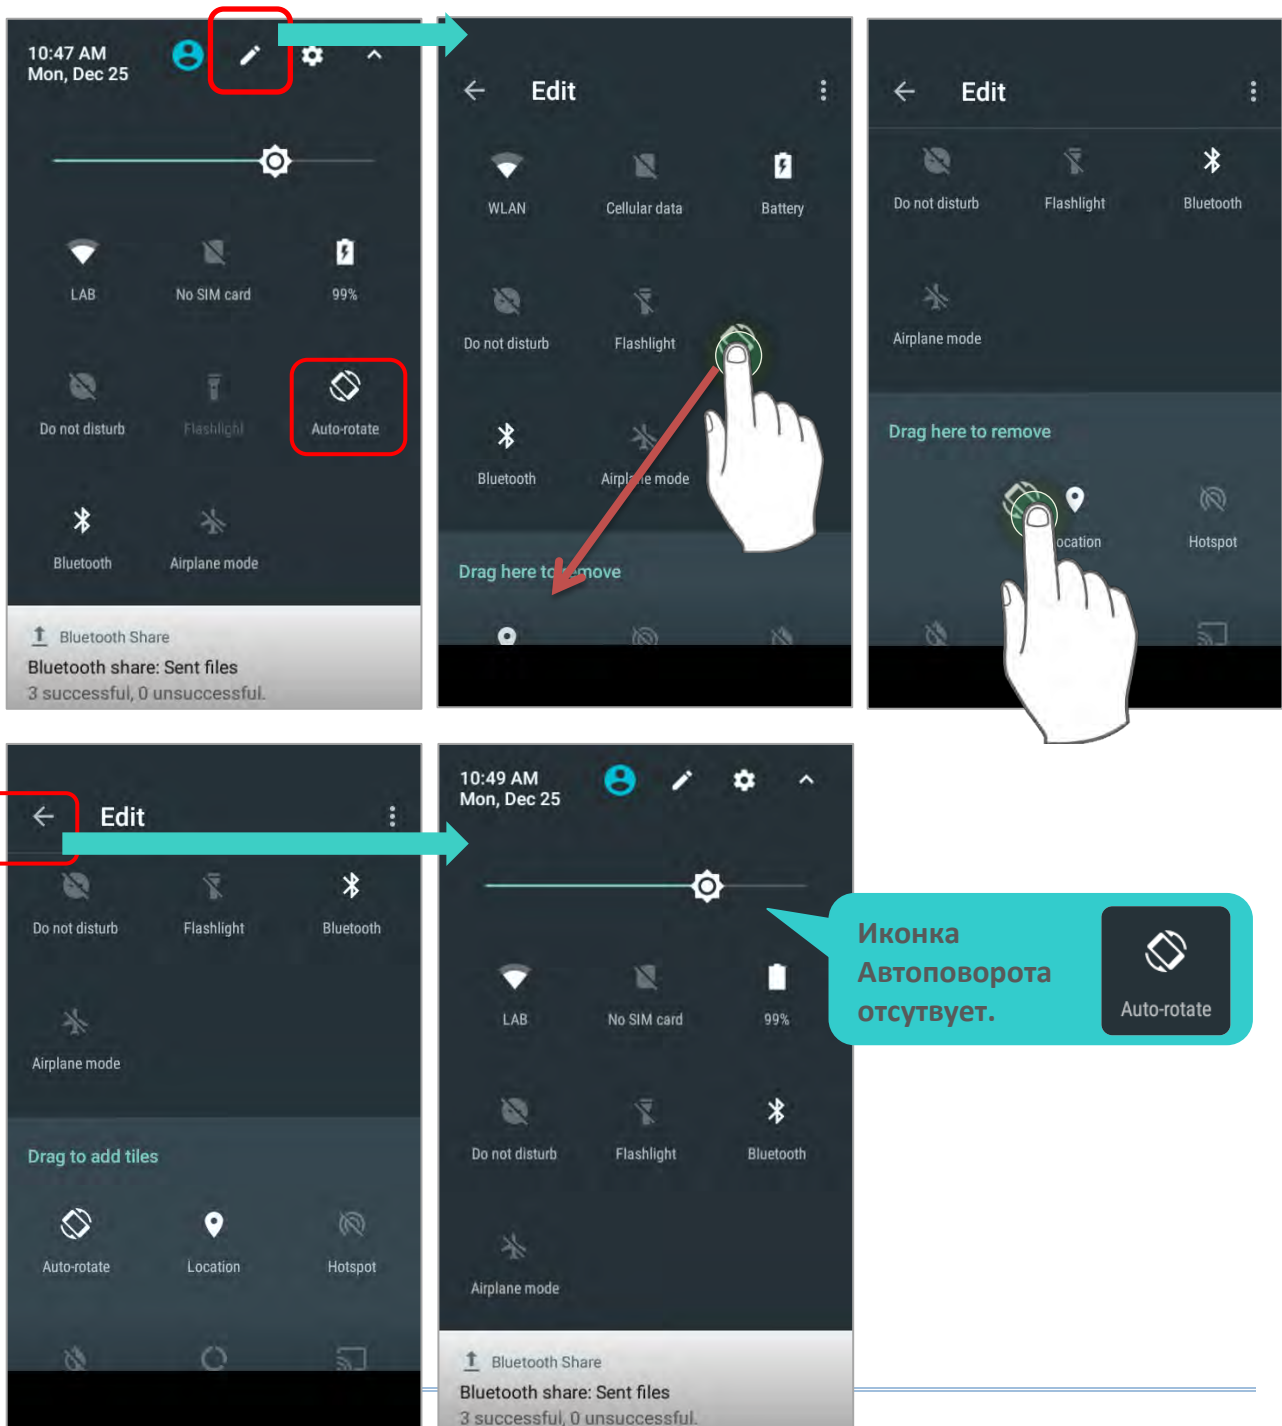 10:47 AM
Mon, Dec 25
LAB
No SIM card
99%
Do not disturb
Flashlight
Auto-rotate
Bluetooth
Airplane mode
Bluetooth Share
Bluetooth share: Sent files
3 successful, 0 unsuccessful.
Edit
WLAN
Cellular data
Battery
Do not disturb
Flashlight
Bluetooth
Airplane mode
Drag here to remove
Edit
Do not disturb
Flashlight
Bluetooth
Airplane mode
Drag here to remove
Location
Hotspot
Edit
Do not disturb
Flashlight
Bluetooth
Airplane mode
Drag to add tiles
Auto-rotate
Location
Hotspot
10:49 AM
Mon, Dec 25
LAB
No SIM card
99%
Do not disturb
Flashlight
Bluetooth
Airplane mode
Bluetooth Share
Bluetooth share: Sent files
3 successful, 0 unsuccessful.
Иконка
Автоповорота
отсутвует.
Auto-rotate